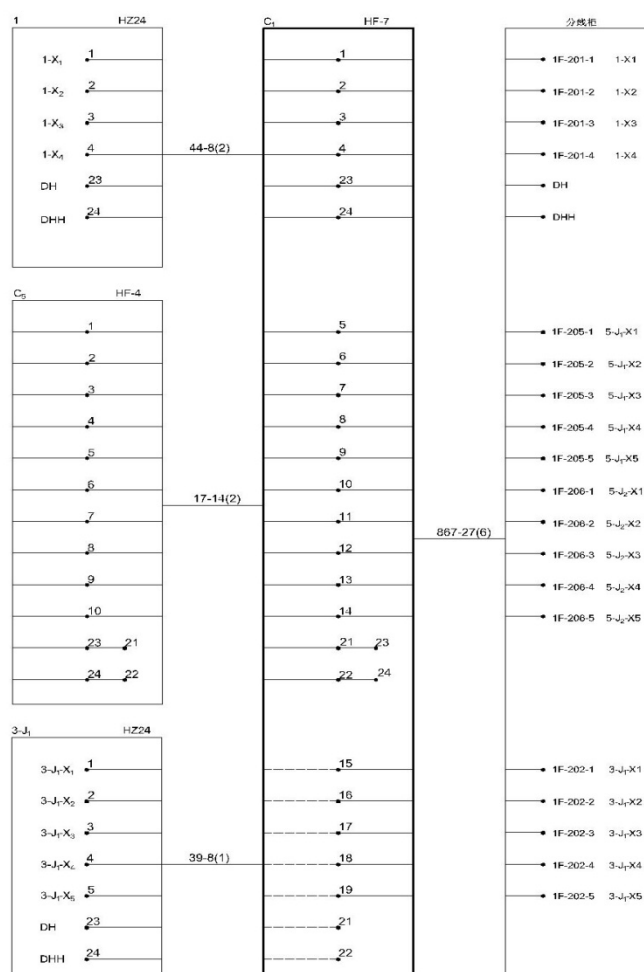 1 HZ24 C₁ HF-7 分线柜
1-X₁ 1 1 1F-201-1 1-X1
1-X₂ 2 2 1F-201-2 1-X2
1-X₃ 3 3 1F-201-3 1-X3
1-X₄ 4 44-8(2) 4 1F-201-4 1-X4
DH 23 23 DH
DHH 24 24 DHH
C₅ HF-4
1 5 1F-205-1 5-J₁-X1
2 6 1F-205-2 5-J₁-X2
3 7 1F-205-3 5-J₁-X3
4 8 1F-205-4 5-J₁-X4
5 9 1F-205-5 5-J₁-X5
6 10 1F-206-1 5-J₂-X1
17-14(2)
7 11 1F-206-2 5-J₂-X2
867-27(6)
8 12 1F-206-3 5-J₂-X3
9 13 1F-206-4 5-J₂-X4
10 14 1F-206-5 5-J₂-X5
23 21 21 23
24 22 22 24
3-J₁ HZ24
3-J₁-X₁ 1 15 1F-202-1 3-J₁-X1
3-J₁-X₂ 2 16 1F-202-2 3-J₁-X2
3-J₁-X₃ 3 17 1F-202-3 3-J₁-X3
3-J₁-X₄ 4 39-8(1) 18 1F-202-4 3-J₁-X4
3-J₁-X₅ 5 19 1F-202-5 3-J₁-X5
DH 23 21
DHH 24 22